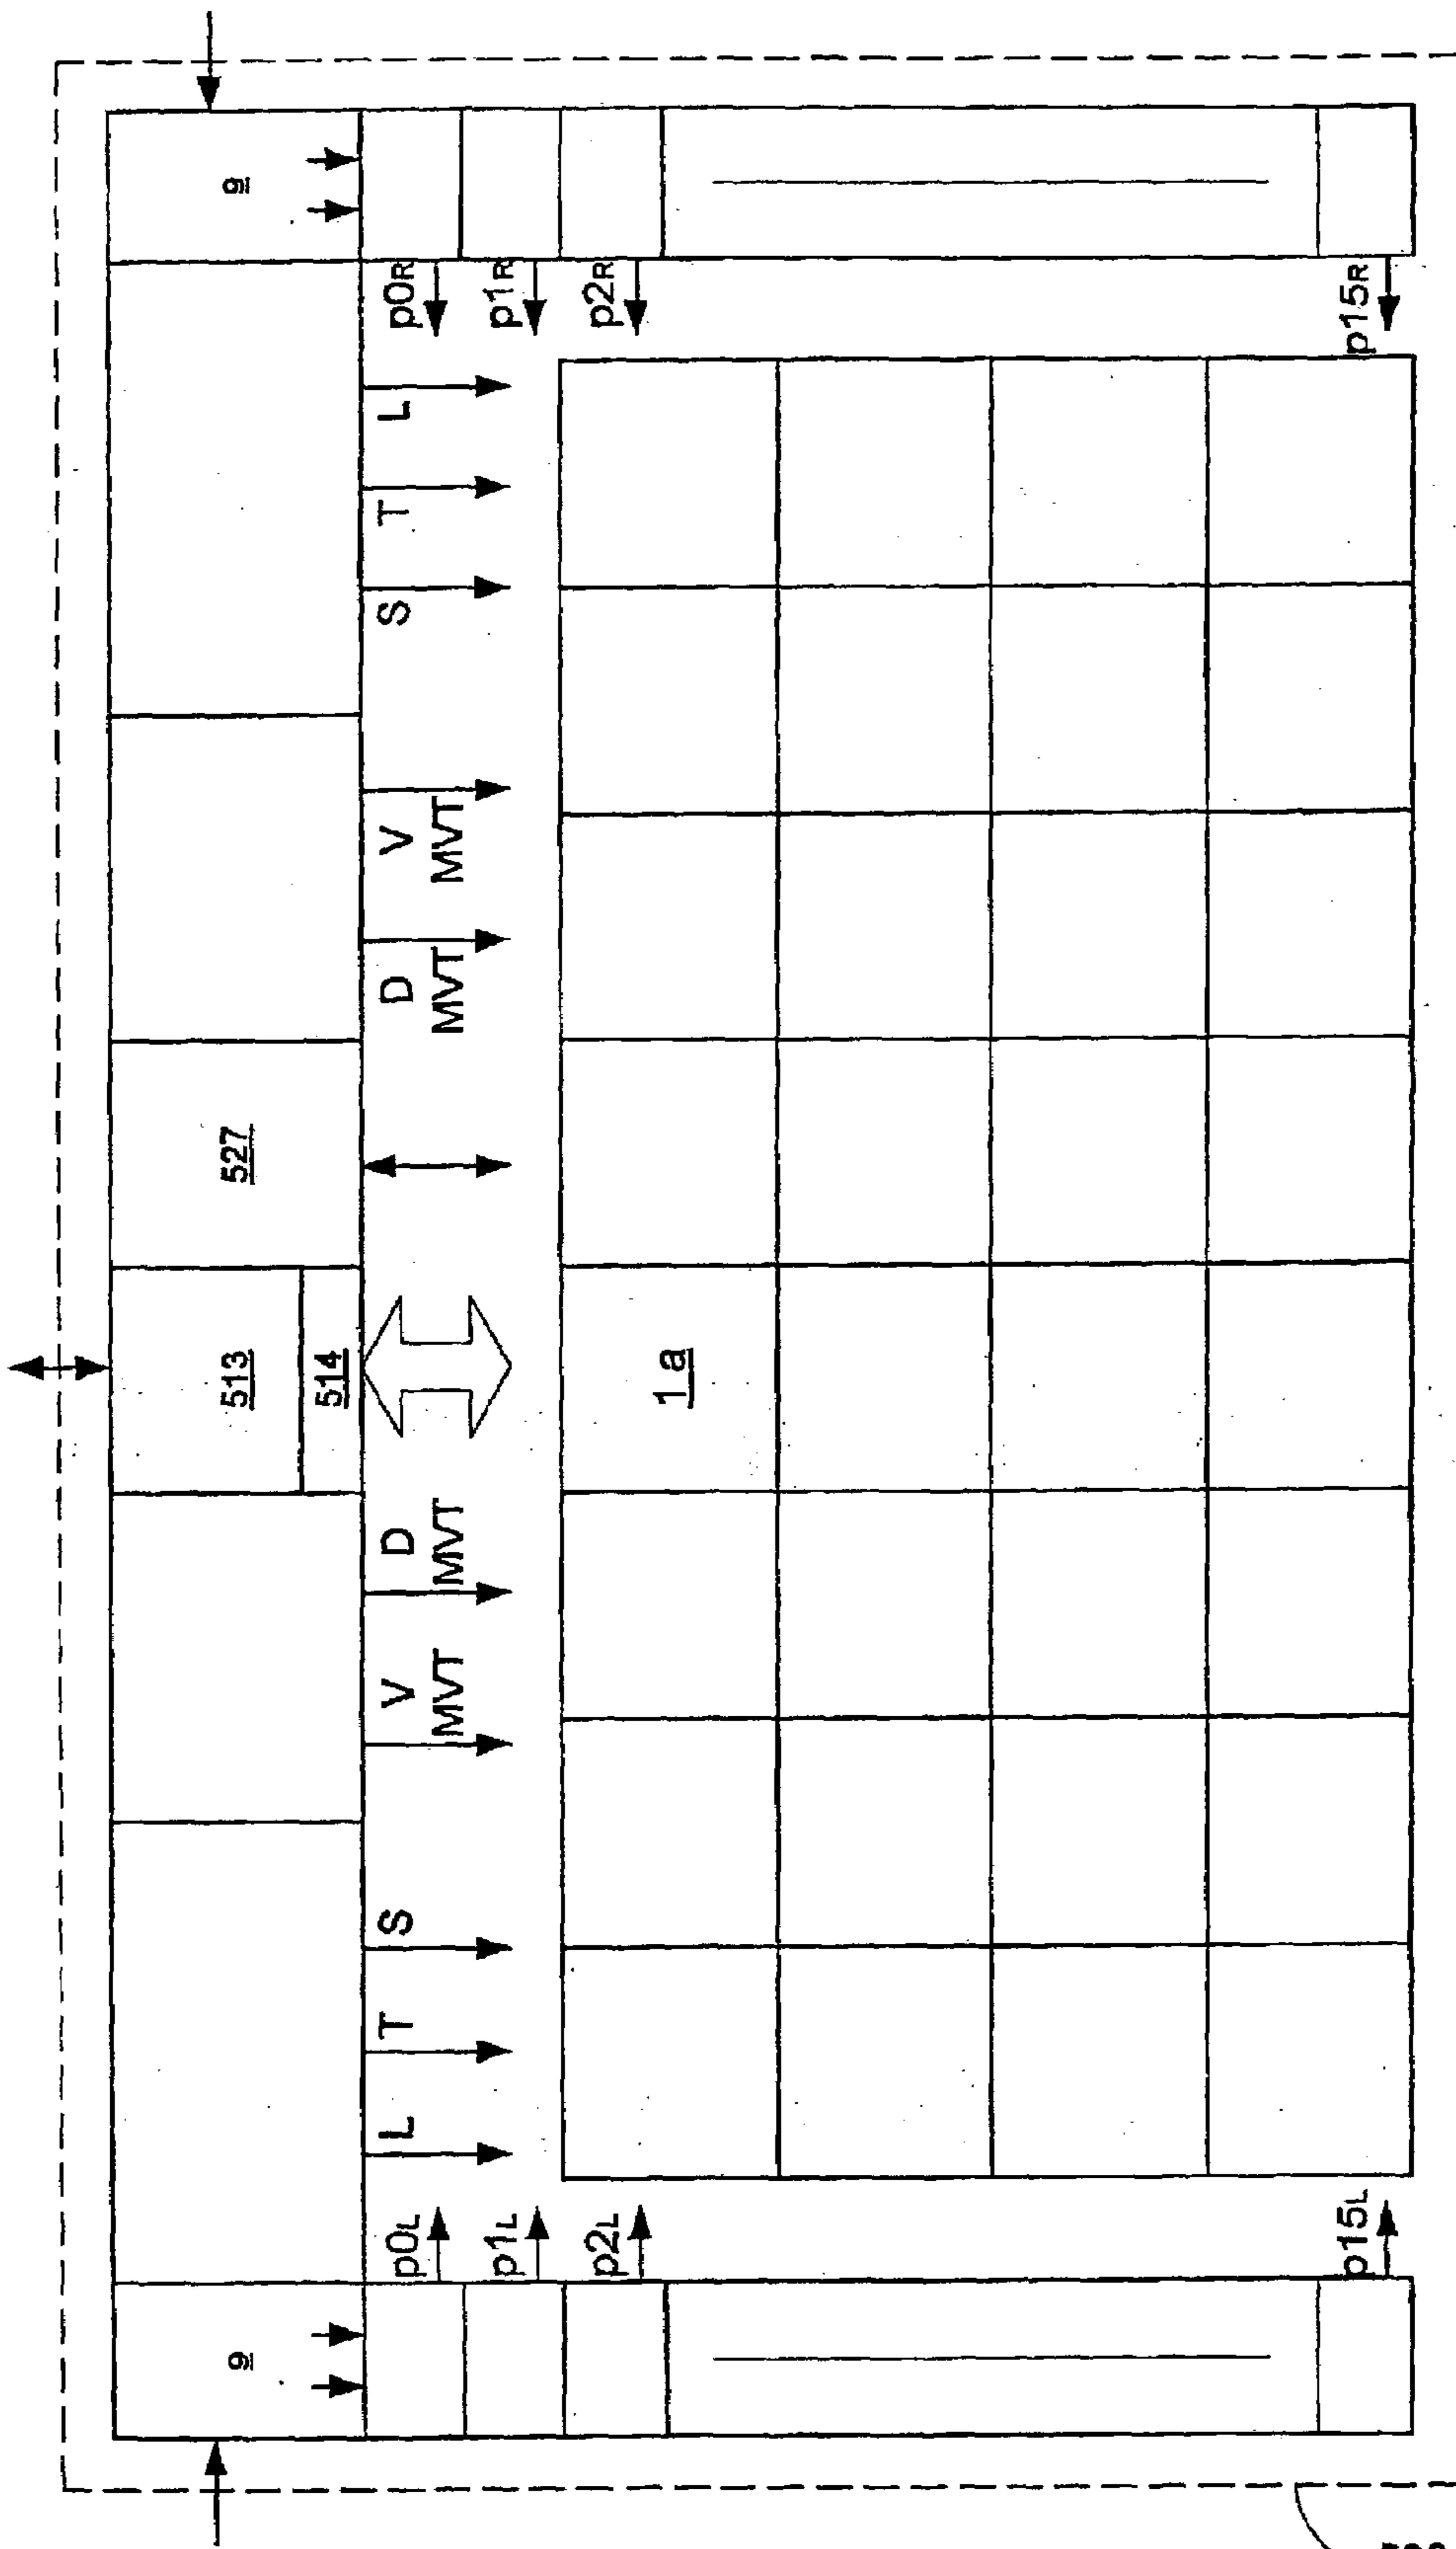 9 513 527 9
514
p0L L T S V D D V S T L p0R
MVT MVT MVT MVT
p1L p1R
p2L 1a p2R
p15L p15R